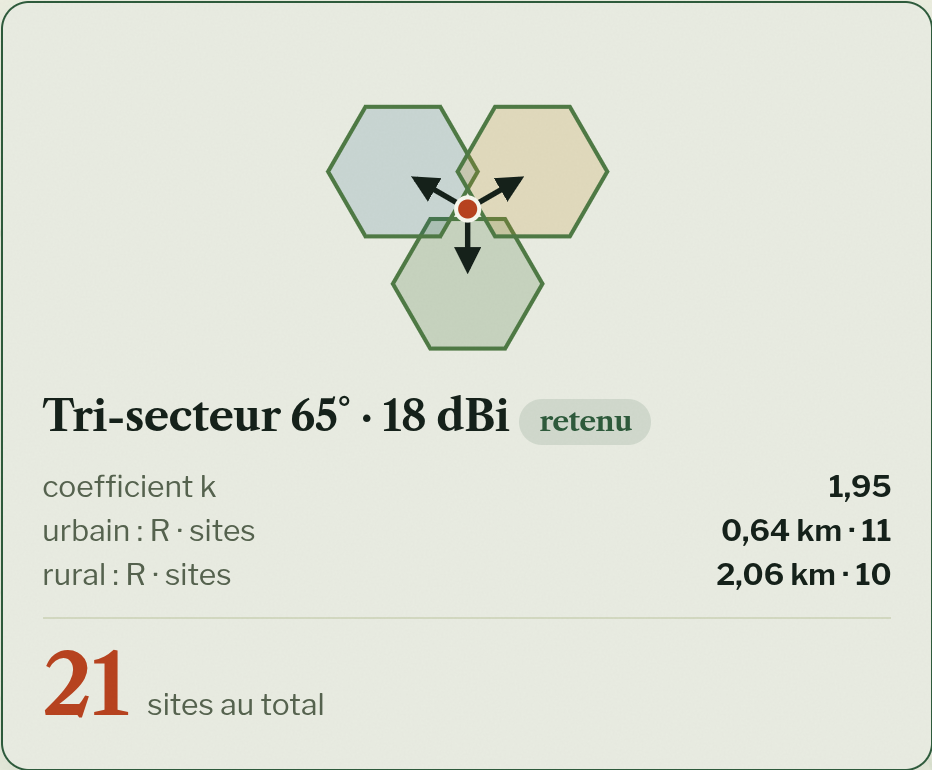 Tri-secteur 65° · 18 dBi retenu
coefficient k 1,95
urbain : R · sites 0,64 km · 11
rural : R · sites 2,06 km · 10
21 sites au total